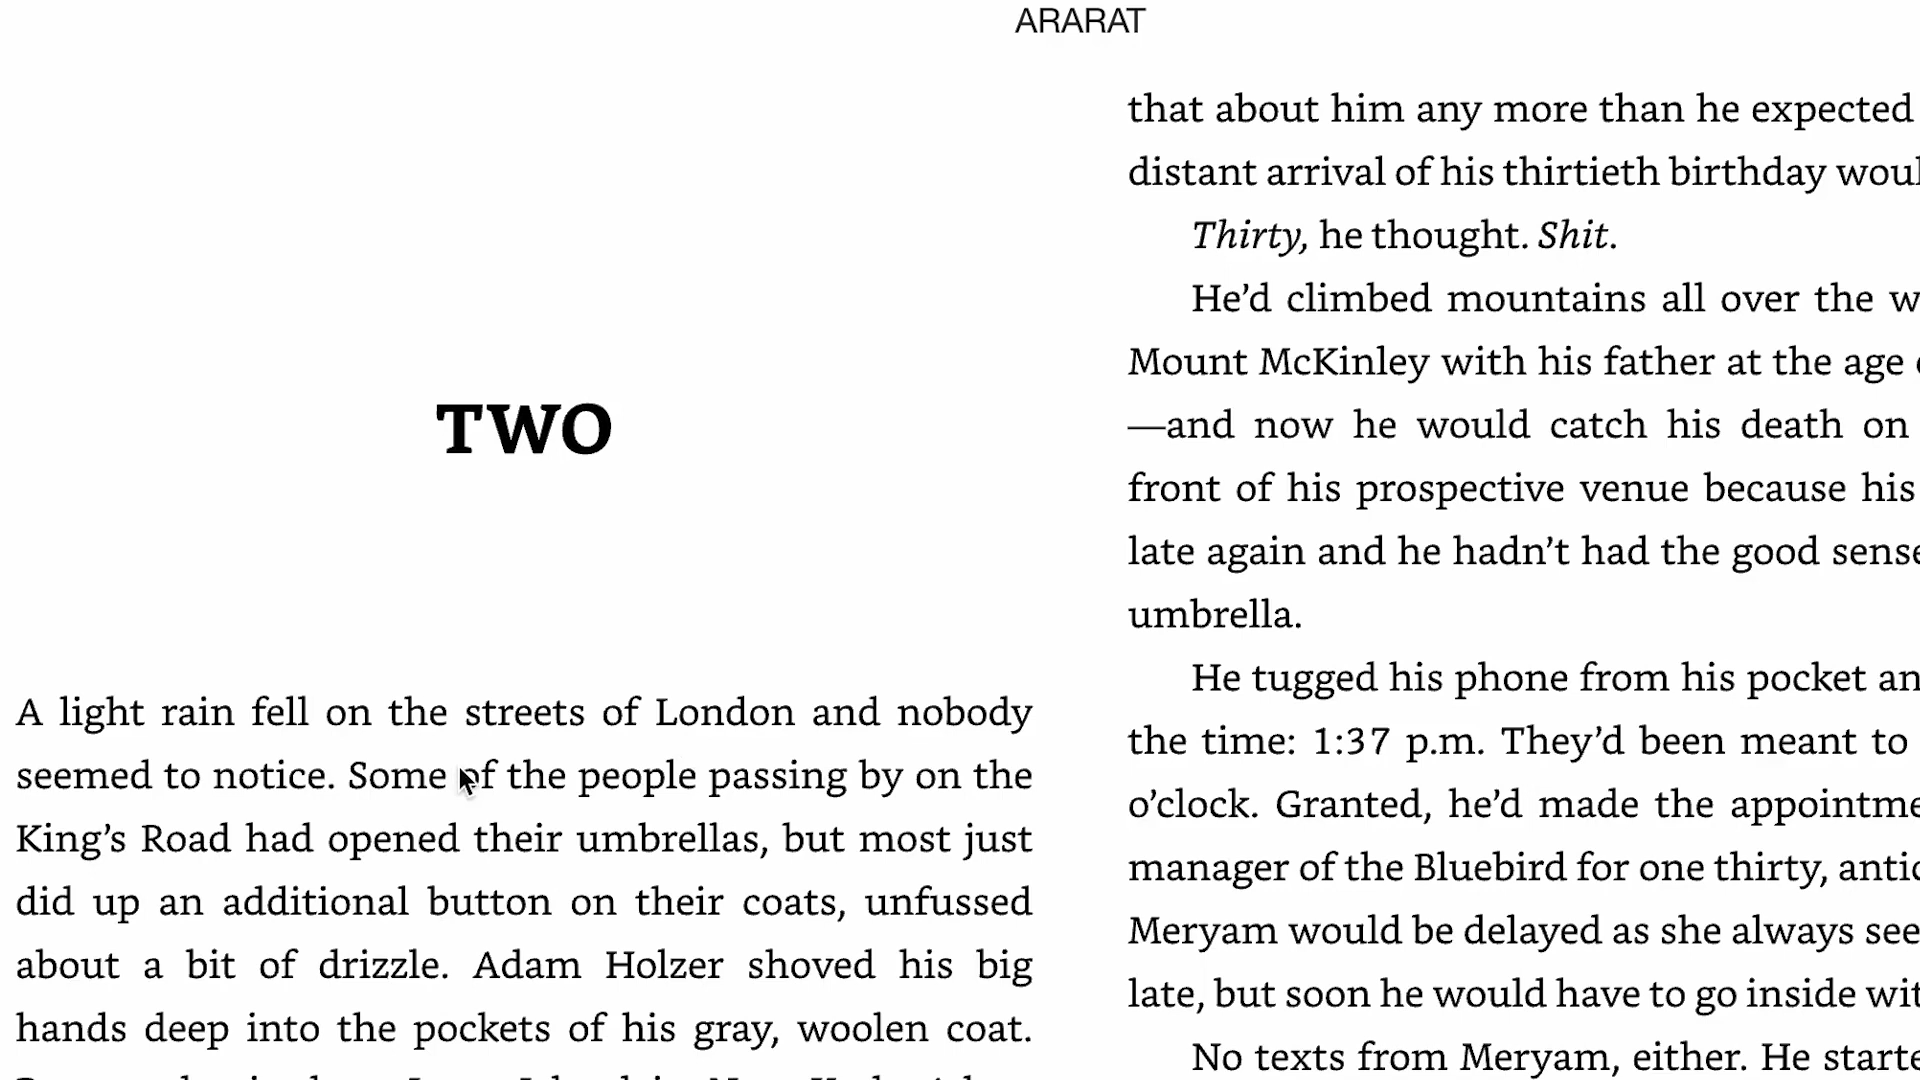 ARARAT
TWO
A light rain fell on the streets of London and nobody
seemed to notice. Some of the people passing by on the
King’s Road had opened their umbrellas, but most just
did up an additional button on their coats, unfussed
about a bit of drizzle. Adam Holzer shoved his big
hands deep into the pockets of his gray, woolen coat.
that about him any more than he expected
distant arrival of his thirtieth birthday
Thirty, he thought. Shit.
He’d climbed mountains all over the
Mount McKinley with his father at the age
—and now he would catch his death on
front of his prospective venue because his
late again and he hadn’t had the good sense
umbrella.
He tugged his phone from his pocket
the time: 1:37 p.m. They’d been meant to
o’clock. Granted, he’d made the
manager of the Bluebird for one thirty,
Meryam would be delayed as she always
late, but soon he would have to go inside
No texts from Meryam, either. He